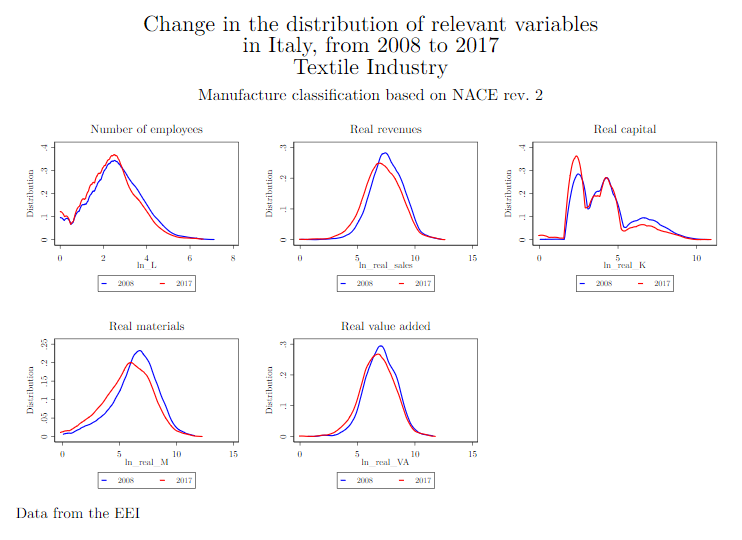 Change in the distribution of relevant variables
in Italy, from 2008 to 2017
Textile Industry
Manufacture classification based on NACE rev. 2
Number of employees
Distribution
0 .1 .2 .3 .4
0 2 4 6 8
ln_L
2008 2017
Real revenues
Distribution
0 .1 .2 .3
0 5 10 15
ln_real_sales
2008 2017
Real capital
Distribution
0 .1 .2 .3 .4
0 5 10
ln_real_K
2008 2017
Real materials
Distribution
0 .05 .1 .15 .2 .25
0 5 10 15
ln_real_M
2008 2017
Real value added
Distribution
0 .1 .2 .3
0 5 10 15
ln_real_VA
2008 2017
Data from the EEI